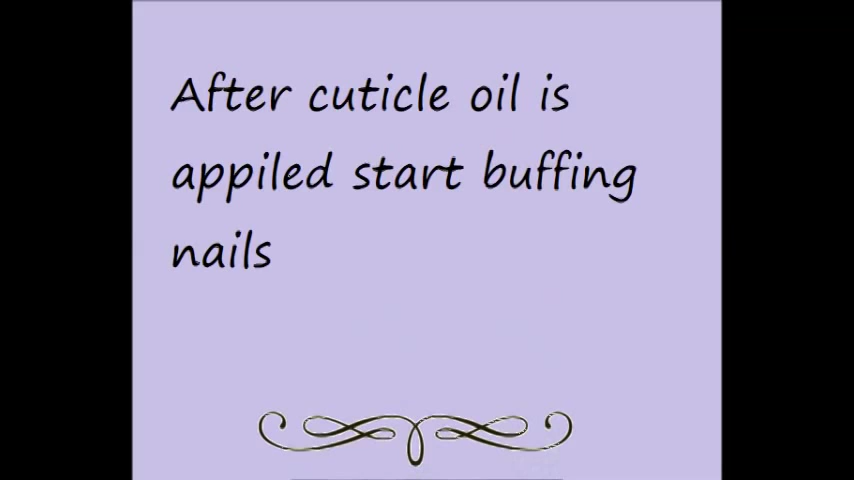 After cuticle oil is
appiled start buffing
nails